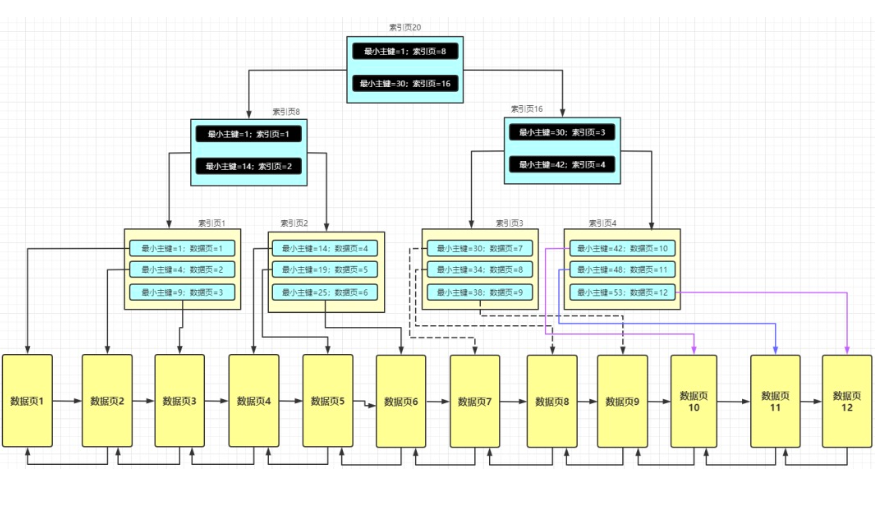 索引页20
最小主键=1；索引页=8
最小主键=30；索引页=16
索引页8
最小主键=1；索引页=1
最小主键=14；索引页=2
索引页16
最小主键=30；索引页=3
最小主键=42；索引页=4
索引页1
最小主键=1；数据页=1
最小主键=4；数据页=2
最小主键=9；数据页=3
索引页2
最小主键=14；数据页=4
最小主键=19；数据页=5
最小主键=25；数据页=6
索引页3
最小主键=30；数据页=7
最小主键=34；数据页=8
最小主键=38；数据页=9
索引页4
最小主键=42；数据页=10
最小主键=48；数据页=11
最小主键=53；数据页=12
数据页1
数据页2
数据页3
数据页4
数据页5
数据页6
数据页7
数据页8
数据页9
数据页
10
数据页
11
数据页
12